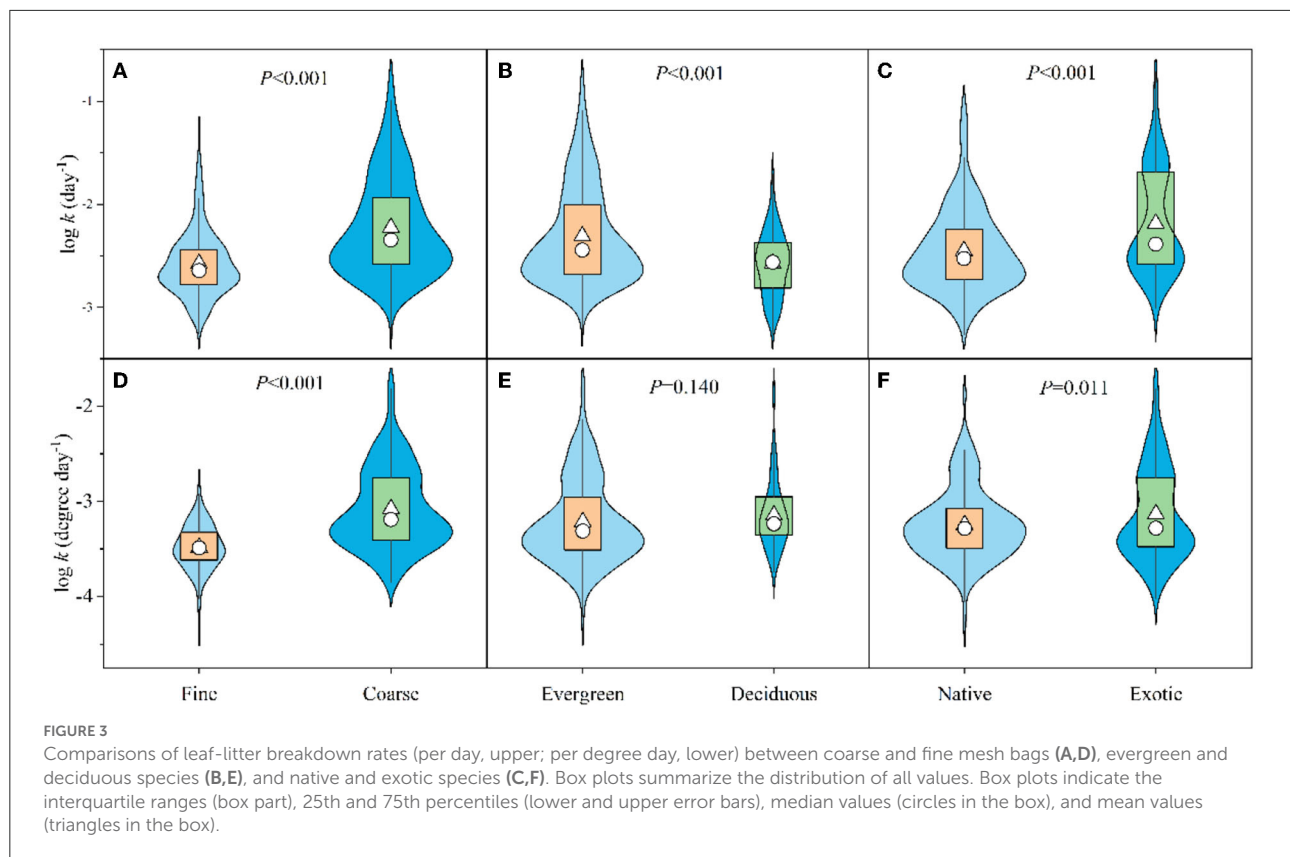 A
P<0.001
B
P<0.001
C
P<0.001
log k (day-1)
-1
-2
-3
D
P<0.001
E
P=0.140
F
P=0.011
log k (degree day-1)
-2
-3
-4
Fine
Coarse
Evergreen
Deciduous
Native
Exotic
FIGURE 3
Comparisons of leaf-litter breakdown rates (per day, upper; per degree day, lower) between coarse and fine mesh bags (A,D), evergreen and
deciduous species (B,E), and native and exotic species (C,F). Box plots summarize the distribution of all values. Box plots indicate the
interquartile ranges (box part), 25th and 75th percentiles (lower and upper error bars), median values (circles in the box), and mean values
(triangles in the box).